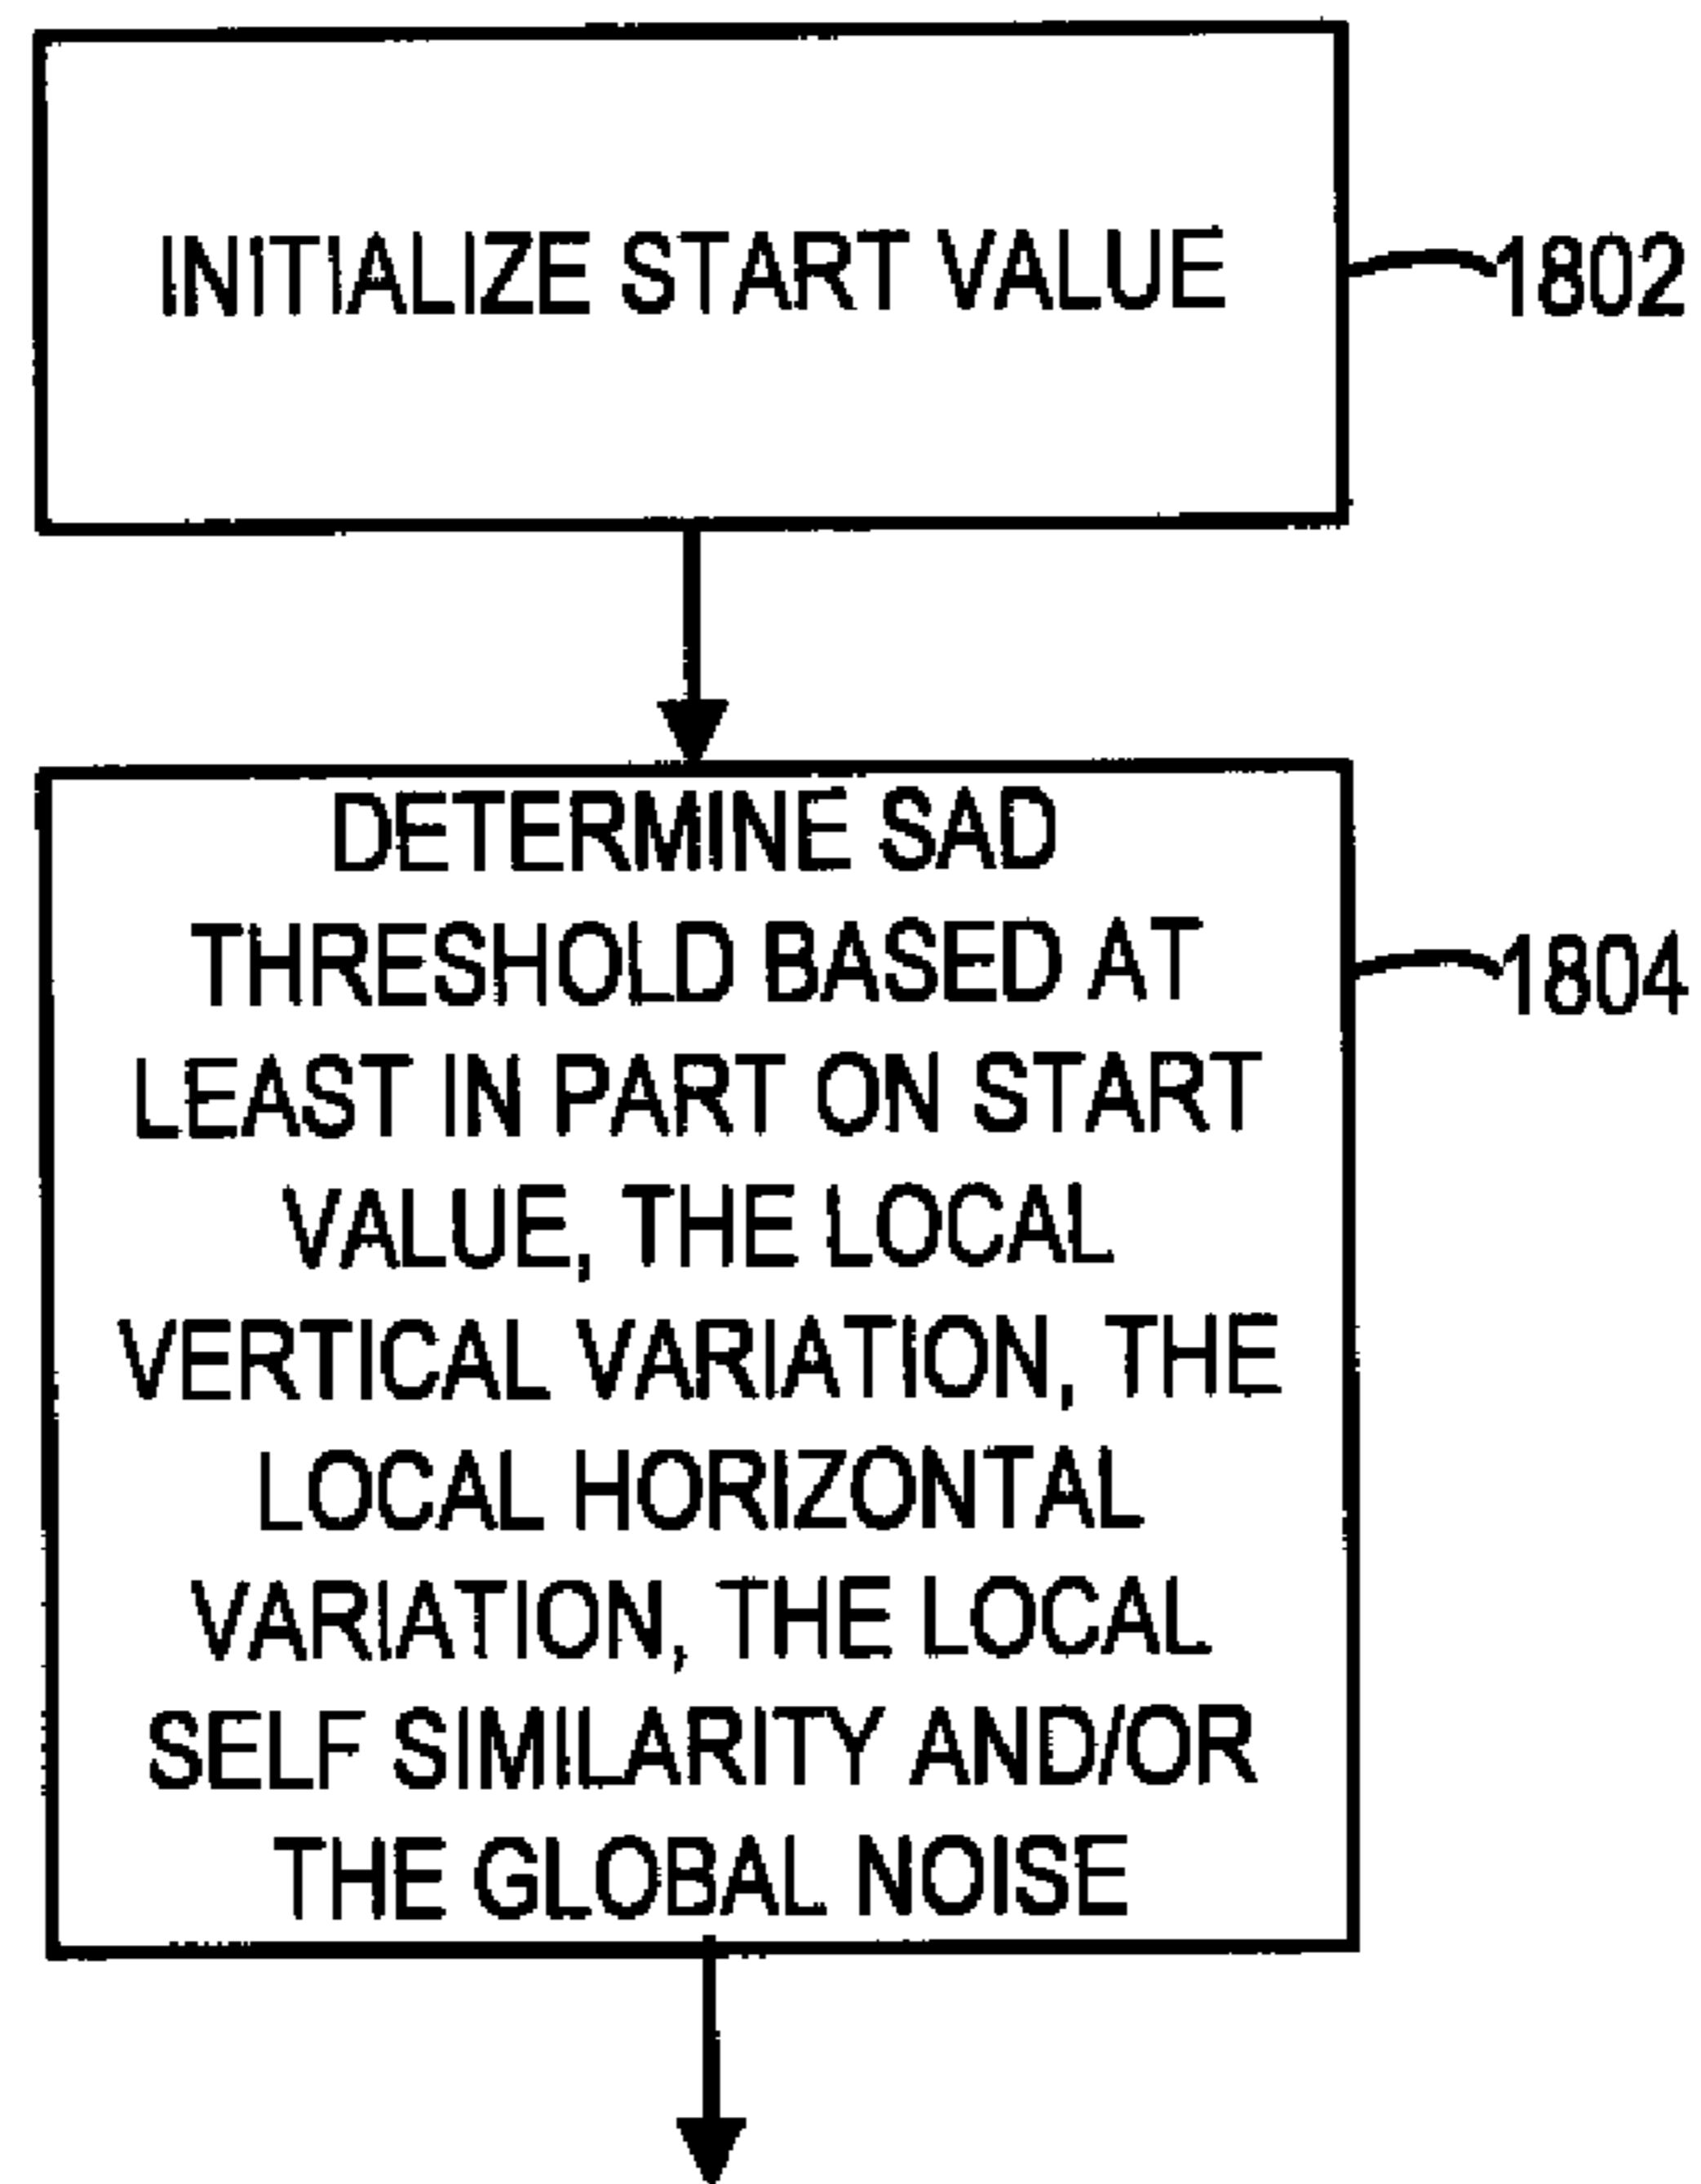 INITIALIZE START VALUE
1802
DETERMINE SAD
THRESHOLD BASED AT
LEAST IN PART ON START
VALUE, THE LOCAL
VERTICAL VARIATION, THE
LOCAL HORIZONTAL
VARIATION, THE LOCAL
SELF SIMILARITY AND/OR
THE GLOBAL NOISE
1804